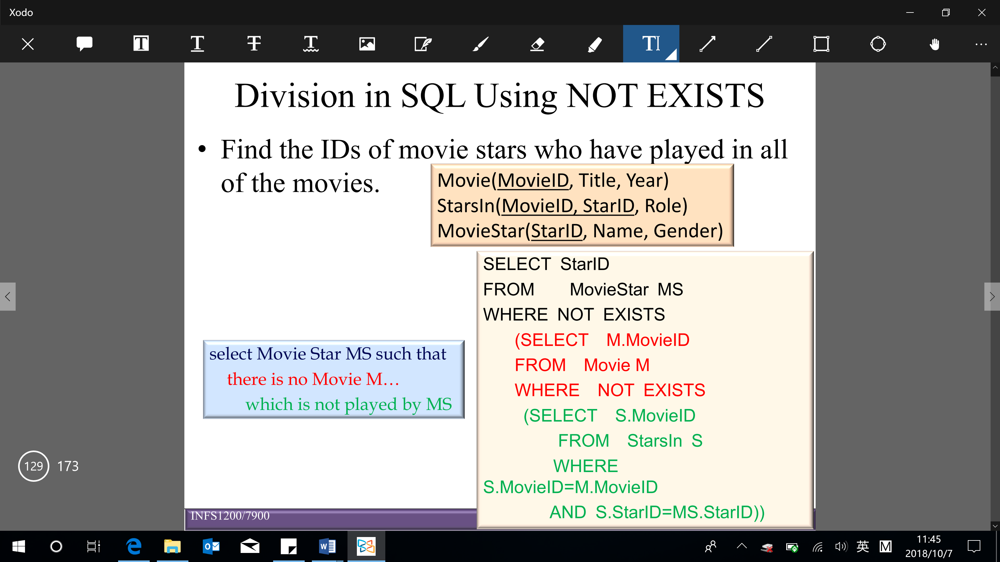 Xodo
Division in SQL Using NOT EXISTS
• Find the IDs of movie stars who have played in all
of the movies.
Movie(MovieID, Title, Year)
StarsIn(MovieID, StarID, Role)
MovieStar(StarID, Name, Gender)
SELECT StarID
FROM MovieStar MS
WHERE NOT EXISTS
(SELECT M.MovieID
FROM Movie M
WHERE NOT EXISTS
(SELECT S.MovieID
FROM StarsIn S
WHERE
S.MovieID=M.MovieID
AND S.StarID=MS.StarID))
select Movie Star MS such that
there is no Movie M…
which is not played by MS
129 173
INFS1200/7900
英 M
11:45
2018/10/7